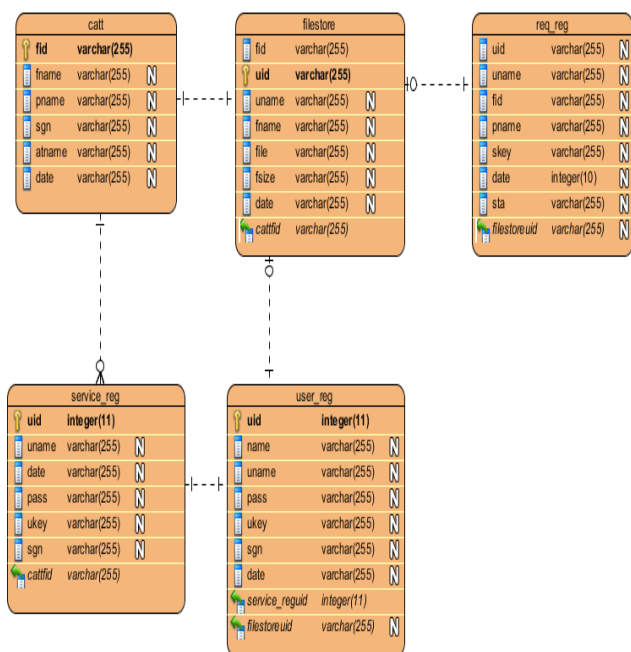 catt
fid varchar(255)
fname varchar(255) N
pname varchar(255) N
sgn varchar(255) N
atname varchar(255) N
date varchar(255) N
filestore
fid varchar(255)
uid varchar(255)
uname varchar(255) N
fname varchar(255) N
file varchar(255) N
fsize varchar(255) N
date varchar(255) N
cattfid varchar(255)
req_reg
uid varchar(255) N
uname varchar(255) N
fid varchar(255) N
pname varchar(255) N
skey varchar(255) N
date integer(10) N
sta varchar(255) N
filestoreuid varchar(255) N
service_reg
uid integer(11)
uname varchar(255) N
date varchar(255) N
pass varchar(255) N
ukey varchar(255) N
sgn varchar(255) N
cattfid varchar(255)
user_reg
uid integer(11)
name varchar(255) N
uname varchar(255) N
pass varchar(255) N
ukey varchar(255) N
sgn varchar(255) N
date varchar(255) N
service_reguid integer(11)
filestoreuid varchar(255) N